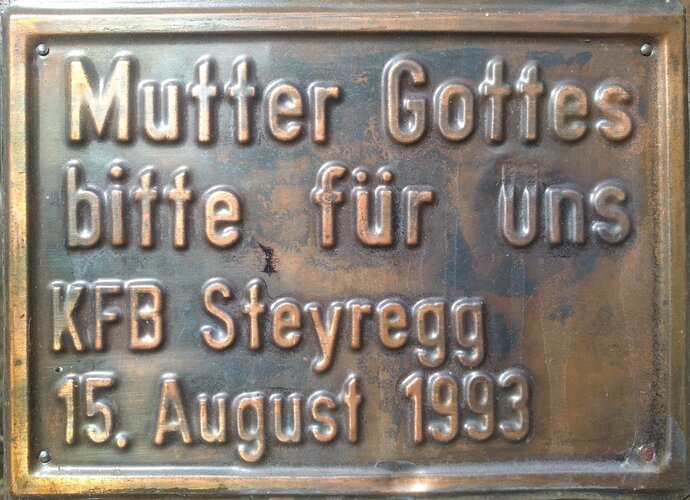 Mutter Gottes
bitte für uns
KFB Steyregg
15. August 1993